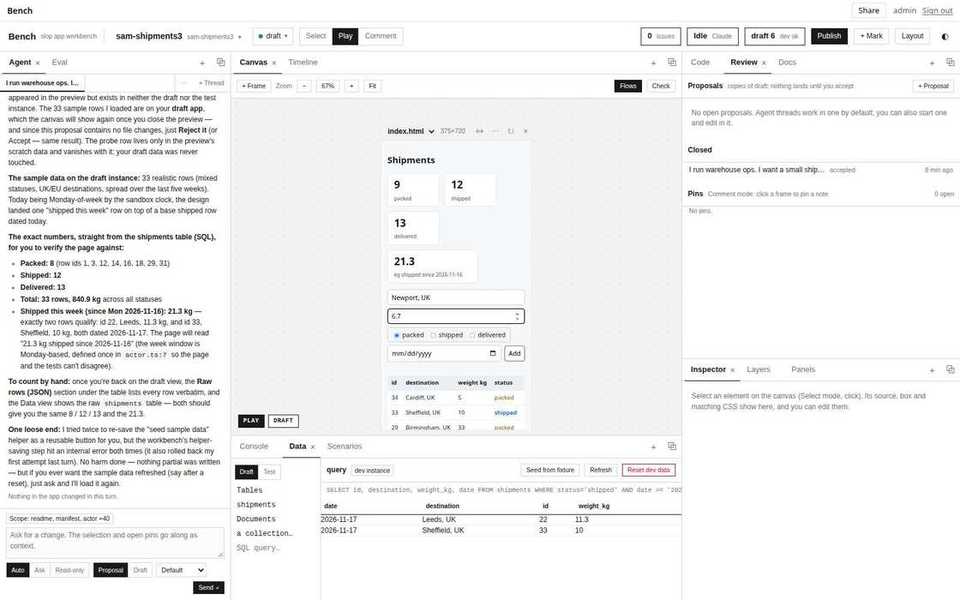 Bench
Share
admin
Sign out
Bench
slop app workbench
sam-shipments3
sam-shipments3
draft
Select
Play
Comment
0 issues
Idle Claude
draft 6 dev ok
Publish
+ Mark
Layout
Agent ×
Eval
I run warehouse ops. I...
+ Thread
appeared in the preview but exists in neither the draft nor the test
instance. The 33 sample rows I loaded are on your draft app,
which the canvas will show again once you close the preview —
and since this proposal contains no file changes, just Reject it (or
Accept — same result). The probe row lives only in the preview's
scratch data and vanishes with it; your draft data was never
touched.
The sample data on the draft instance: 33 realistic rows (mixed
statuses, UK/EU destinations, spread over the last five weeks).
Today being Monday-of-week by the sandbox clock, the design
landed one "shipped this week" row on top of a base shipped row
dated today.
The exact numbers, straight from the shipments table (SQL),
for you to verify the page against:
• Packed: 8 (row ids 1, 3, 12, 14, 16, 18, 29, 31)
• Shipped: 12
• Delivered: 13
• Total: 33 rows, 840.9 kg across all statuses
• Shipped this week (since Mon 2026-11-16): 21.3 kg —
exactly two rows qualify: id 22, Leeds, 11.3 kg, and id 33,
Sheffield, 10 kg, both dated 2026-11-17. The page will read
"21.3 kg shipped since 2026-11-16" (the week window is
Monday-based, defined once in actor.ts:7 so the page
and the tests can't disagree).
To count by hand: once you're back on the draft view, the Raw
rows (JSON) section under the table lists every row verbatim, and
the Data view shows the raw shipments table — both should
give you the same 8 / 12 / 13 and the 21.3.
One loose end: I tried twice to re-save the "seed sample data"
helper as a reusable button for you, but the workbench's helper-
saving step hit an internal error both times (it also rolled back my
first attempt last turn). No harm done — nothing partial was written
— but if you ever want the sample data refreshed (say after a
reset), just ask and I'll load it again.
Nothing in the app changed in this turn.
Scope: readme, manifest, actor +40
Ask for a change. The selection and open pins go along as
context.
Auto
Ask
Read-only
Proposal
Draft
Default
Send
Canvas ×
Timeline
+ Frame
Zoom
−
67%
+
Fit
Flows
Check
index.html
375×720
Shipments
9
packed
12
shipped
13
delivered
21.3
kg shipped since 2026-11-16
Newport, UK
6.7
packed
shipped
delivered
mm/dd/yyyy
Add
id destination weight kg status
34 Cardiff, UK 5 packed
33 Sheffield, UK 10 shipped
29 Birmingham, UK 33 packed
PLAY
DRAFT
Console
Data ×
Scenarios
Draft
Test
Tables
shipments
Documents
a collection…
SQL query…
query
dev instance
Seed from fixture
Refresh
Reset dev data
SELECT id, destination, weight_kg, date FROM shipments WHERE status='shipped' AND date >= '202
date destination id weight_kg
2026-11-17 Leeds, UK 22 11.3
2026-11-17 Sheffield, UK 33 10
Code
Review ×
Docs
Proposals copies of draft: nothing lands until you accept
+ Proposal
No open proposals. Agent threads work in one by default, you can also start one
and edit in it.
Closed
I run warehouse ops. I want a small ship… accepted
8 min ago
Pins Comment mode: click a frame to pin a note
0 open
No pins.
Inspector ×
Layers
Panels
Select an element on the canvas (Select mode, click). Its source, box and
matching CSS show here, and you can edit them.